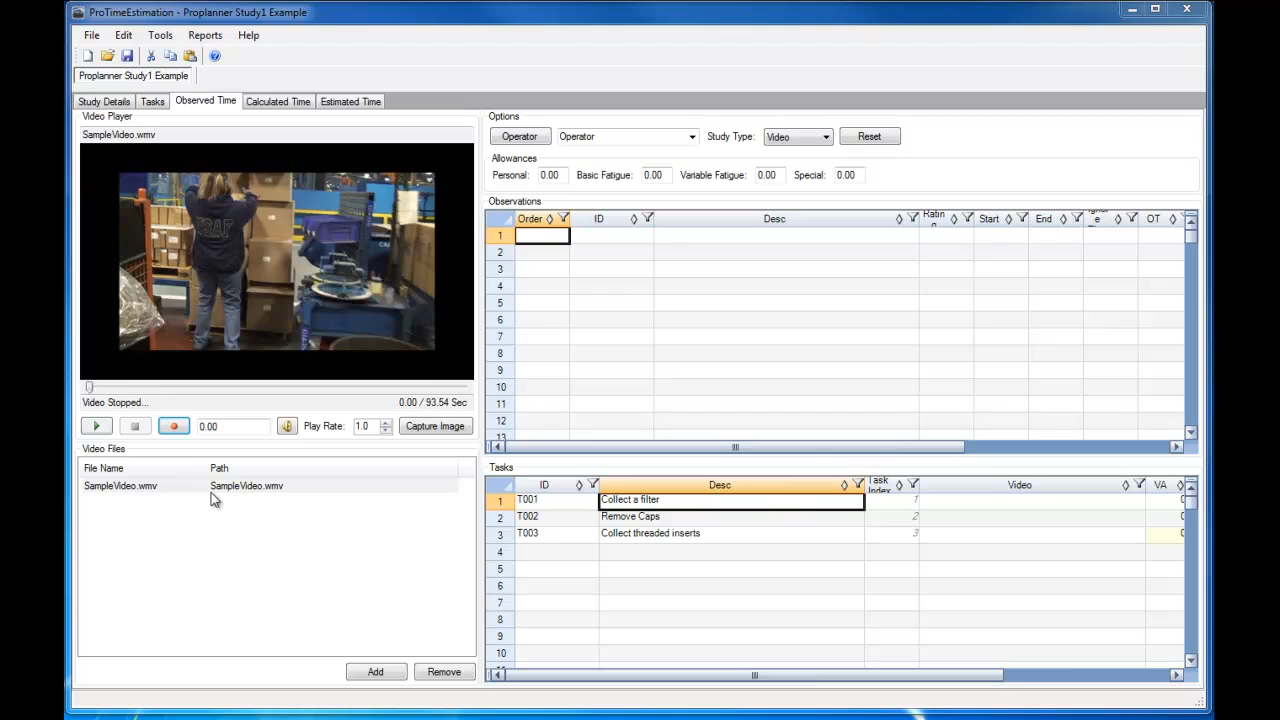 ProTimeEstimation - Proplanner Study1 Example
File Edit Tools Reports Help
Proplanner Study1 Example
Study Details Tasks Observed Time Calculated Time Estimated Time
Video Player
SampleVideo.wmv
USAF
Video Stopped... 0.00 / 93.54 Sec
0.00 Play Rate: 1.0 Capture Image
Video Files
File Name Path
SampleVideo.wmv SampleVideo.wmv
Add Remove
Options
Operator Operator Study Type: Video Reset
Allowances
Personal: 0.00 Basic Fatigue: 0.00 Variable Fatigue: 0.00 Special: 0.00
Observations
Order ID Desc Ratin Start End OT
1
2
3
4
5
6
7
8
9
10
11
12
13
Tasks
ID Desc Task Index Video VA
1 T001 Collect a filter 1
2 T002 Remove Caps 2
3 T003 Collect threaded inserts 3
4
5
6
7
8
9
10